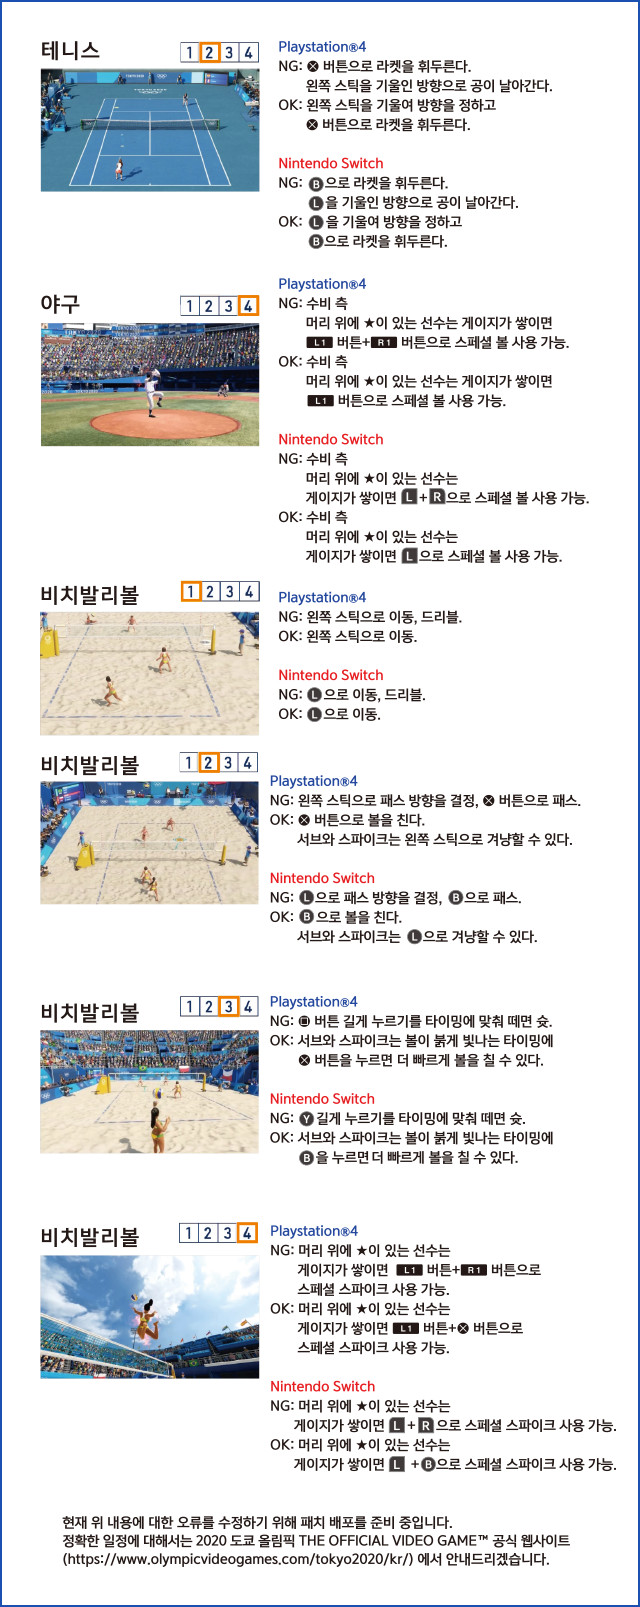 테니스
1 2 3 4
Playstation®4
NG: ⊗ 버튼으로 라켓을 휘두른다.
왼쪽 스틱을 기울인 방향으로 공이 날아간다.
OK: 왼쪽 스틱을 기울여 방향을 정하고
⊗ 버튼으로 라켓을 휘두른다.
Nintendo Switch
NG: B으로 라켓을 휘두른다.
L을 기울인 방향으로 공이 날아간다.
OK: L을 기울여 방향을 정하고
B으로 라켓을 휘두른다.
야구
1 2 3 4
Playstation®4
NG: 수비 측
머리 위에 ★이 있는 선수는 게이지가 쌓이면
L1 버튼+R1 버튼으로 스페셜 볼 사용 가능.
OK: 수비 측
머리 위에 ★이 있는 선수는 게이지가 쌓이면
L1 버튼으로 스페셜 볼 사용 가능.
Nintendo Switch
NG: 수비 측
머리 위에 ★이 있는 선수는
게이지가 쌓이면 L+R으로 스페셜 볼 사용 가능.
OK: 수비 측
머리 위에 ★이 있는 선수는
게이지가 쌓이면 L으로 스페셜 볼 사용 가능.
비치발리볼
1 2 3 4
Playstation®4
NG: 왼쪽 스틱으로 이동, 드리블.
OK: 왼쪽 스틱으로 이동.
Nintendo Switch
NG: L으로 이동, 드리블.
OK: L으로 이동.
비치발리볼
1 2 3 4
Playstation®4
NG: 왼쪽 스틱으로 패스 방향을 결정, ⊗ 버튼으로 패스.
OK: ⊗ 버튼으로 볼을 친다.
서브와 스파이크는 왼쪽 스틱으로 겨냥할 수 있다.
Nintendo Switch
NG: L으로 패스 방향을 결정, B으로 패스.
OK: B으로 볼을 친다.
서브와 스파이크는 L으로 겨냥할 수 있다.
비치발리볼
1 2 3 4
Playstation®4
NG: ◉ 버튼 길게 누르기를 타이밍에 맞춰 떼면 슛.
OK: 서브와 스파이크는 볼이 붉게 빛나는 타이밍에
⊗ 버튼을 누르면 더 빠르게 볼을 칠 수 있다.
Nintendo Switch
NG: Y길게 누르기를 타이밍에 맞춰 떼면 슛.
OK: 서브와 스파이크는 볼이 붉게 빛나는 타이밍에
B을 누르면 더 빠르게 볼을 칠 수 있다.
비치발리볼
1 2 3 4
Playstation®4
NG: 머리 위에 ★이 있는 선수는
게이지가 쌓이면 L1 버튼+R1 버튼으로
스페셜 스파이크 사용 가능.
OK: 머리 위에 ★이 있는 선수는
게이지가 쌓이면 L1 버튼+⊗ 버튼으로
스페셜 스파이크 사용 가능.
Nintendo Switch
NG: 머리 위에 ★이 있는 선수는
게이지가 쌓이면 L+R으로 스페셜 스파이크 사용 가능.
OK: 머리 위에 ★이 있는 선수는
게이지가 쌓이면 L +B으로 스페셜 스파이크 사용 가능.
현재 위 내용에 대한 오류를 수정하기 위해 패치 배포를 준비 중입니다.
정확한 일정에 대해서는 2020 도쿄 올림픽 THE OFFICIAL VIDEO GAME™ 공식 웹사이트
(https://www.olympicvideogames.com/tokyo2020/kr/) 에서 안내드리겠습니다.